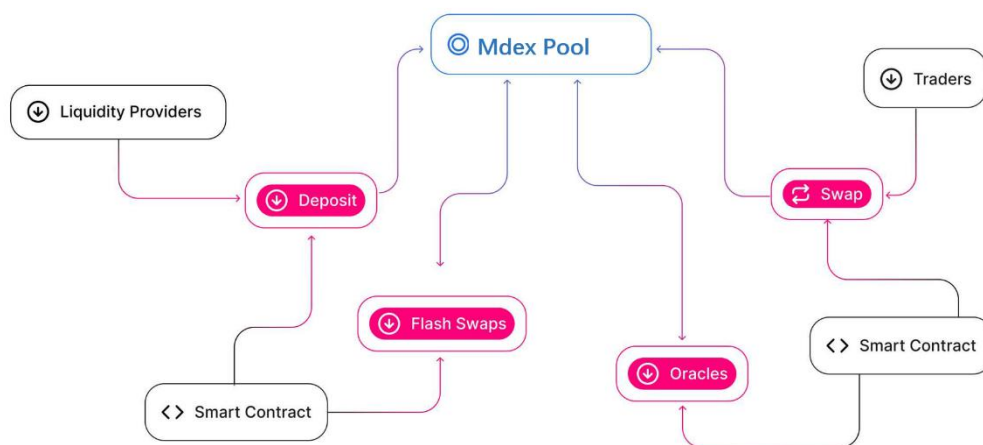 Mdex Pool
Liquidity Providers
Traders
Deposit
Swap
Flash Swaps
Smart Contract
Oracles
Smart Contract